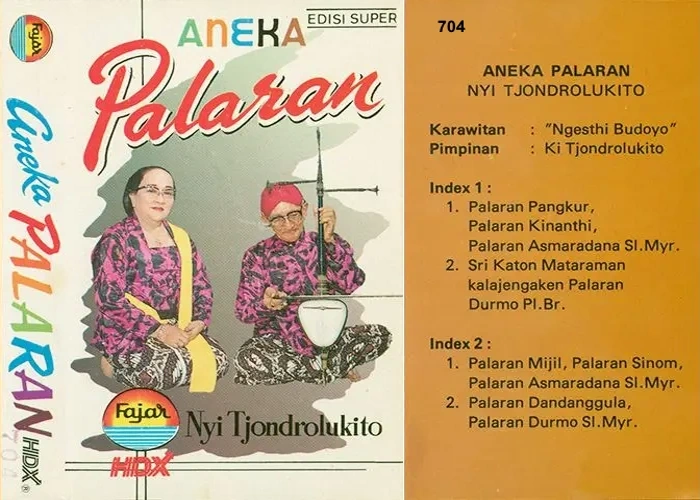 Fajar
aneka PALARAN
HIDX ®
704
EDISI SUPER
ANEKA
Palaran
Fajar
HDX
Nyi Tjondrolukito
704
ANEKA PALARAN
NYI TJONDROLUKITO
Karawitan : "Ngesthi Budoyo"
Pimpinan : Ki Tjondrolukito
Index 1 :
1. Palaran Pangkur,
Palaran Kinanthi,
Palaran Asmaradana Sl.Myr.
2. Sri Katon Mataraman
kalajengaken Palaran
Durmo Pl.Br.
Index 2 :
1. Palaran Mijil, Palaran Sinom,
Palaran Asmaradana Sl.Myr.
2. Palaran Dandanggula,
Palaran Durmo Sl.Myr.